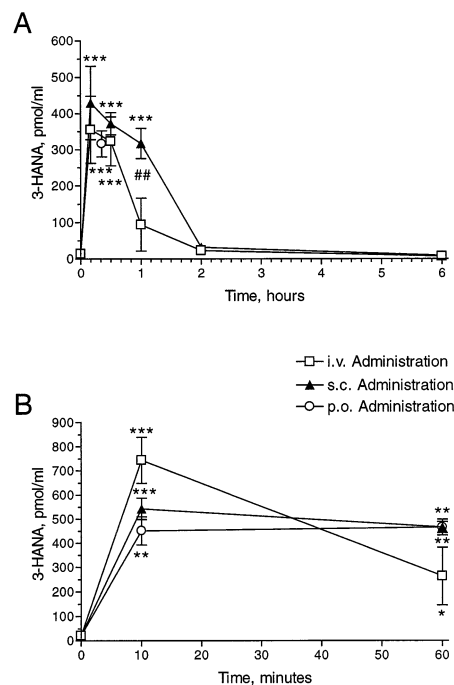 A
600
500
400
300
200
100
0
3-HANA, pmol/ml
***
***
***
***
***
##
0 1 2 3 4 5 6
Time, hours
i.v. Administration
s.c. Administration
p.o. Administration
B
900
800
700
600
500
400
300
200
100
0
3-HANA, pmol/ml
***
***
**
**
**
*
0 10 20 30 40 50 60
Time, minutes